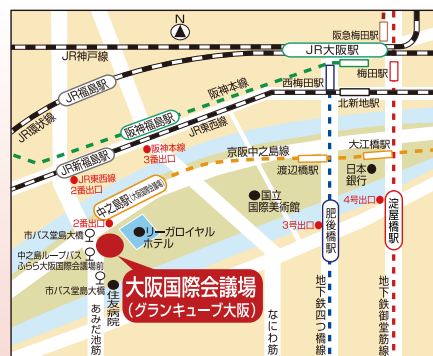 N
阪急梅田駅
JR神戸線
JR大阪駅
西梅田駅
梅田駅
JR福島駅
阪神本線
北新地駅
JR環状線
阪神福島駅
JR東西線
阪神本線
3番出口
JR新福島駅
JR東西線
2番出口
京阪中之島線
大江橋駅
渡辺橋駅
日本
銀行
中之島駅(大阪国際会議場)
国立
国際美術館
肥後橋駅
淀屋橋駅
4号出口
3号出口
2番出口
市バス堂島大橋
リーガロイヤル
ホテル
中之島ループバス
ふらら大阪国際会議場前
市バス堂島大橋
大阪国際会議場
(グランキューブ大阪)
住友病院
あみだ池筋
なにわ筋
地下鉄四つ橋線
地下鉄御堂筋線